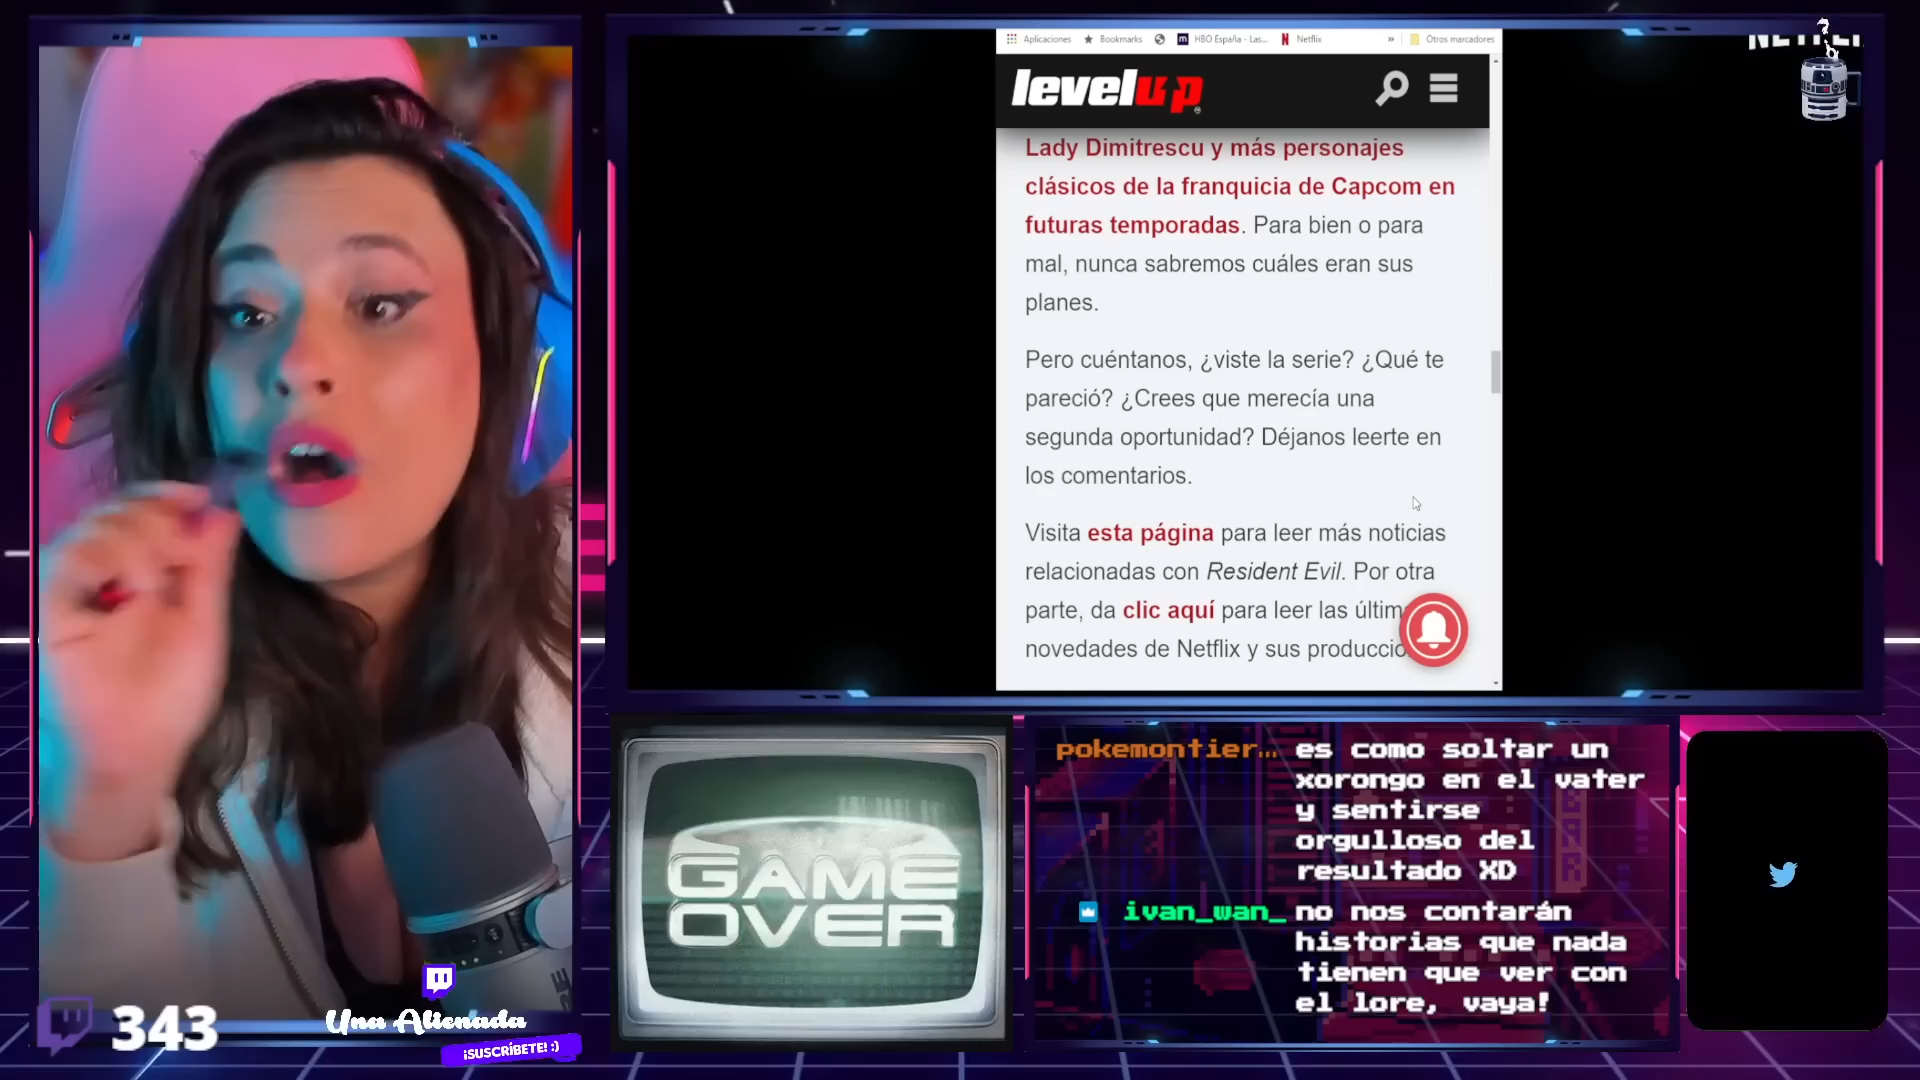 Aplicaciones
Bookmarks
HBO España - Las...
Netflix
»
Otros marcadores
levelup
Lady Dimitrescu y más personajes
clásicos de la franquicia de Capcom en
futuras temporadas. Para bien o para
mal, nunca sabremos cuáles eran sus
planes.
Pero cuéntanos, ¿viste la serie? ¿Qué te
pareció? ¿Crees que merecía una
segunda oportunidad? Déjanos leerte en
los comentarios.
Visita esta página para leer más noticias
relacionadas con Resident Evil. Por otra
parte, da clic aquí para leer las últim
novedades de Netflix y sus produccio
GAME
OVER
pokemontier... es como soltar un
xorongo en el vater
y sentirse
orgulloso del
resultado XD
ivan_wan_ no nos contarán
historias que nada
tienen que ver con
el lore, vaya!
343
Una Alienada
¡SUSCRÍBETE! :)